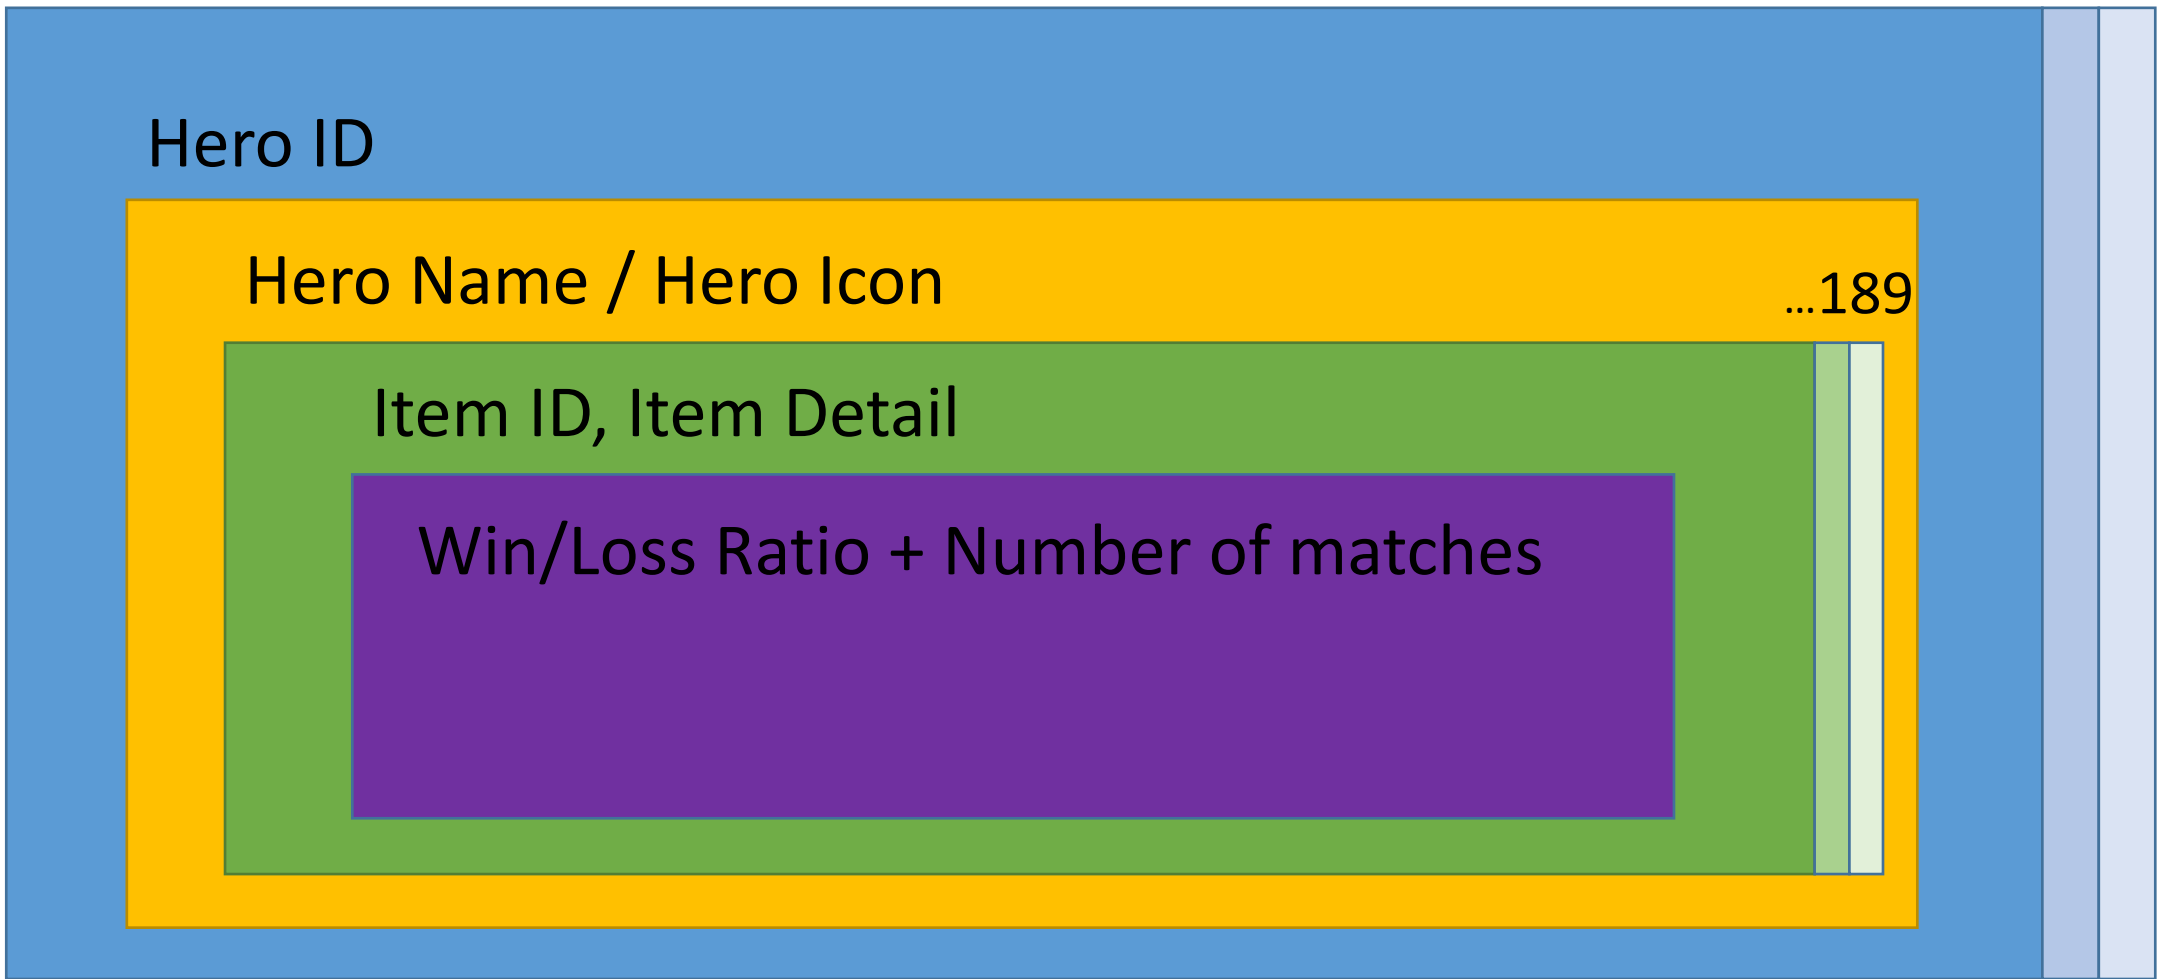 Hero ID
Hero Name / Hero Icon
...189
Item ID, Item Detail
Win/Loss Ratio + Number of matches